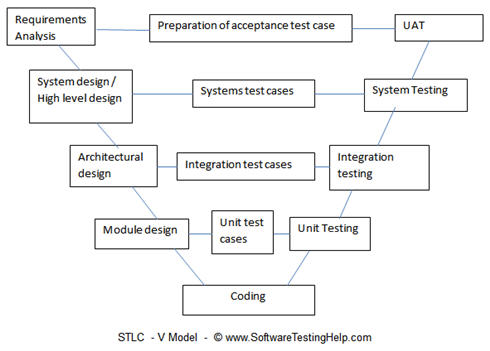 Requirements
Analysis
Preparation of acceptance test case
UAT
System design /
High level design
Systems test cases
System Testing
Architectural
design
Integration test cases
Integration
testing
Module design
Unit test
cases
Unit Testing
Coding
STLC - V Model - © www.SoftwareTestingHelp.com